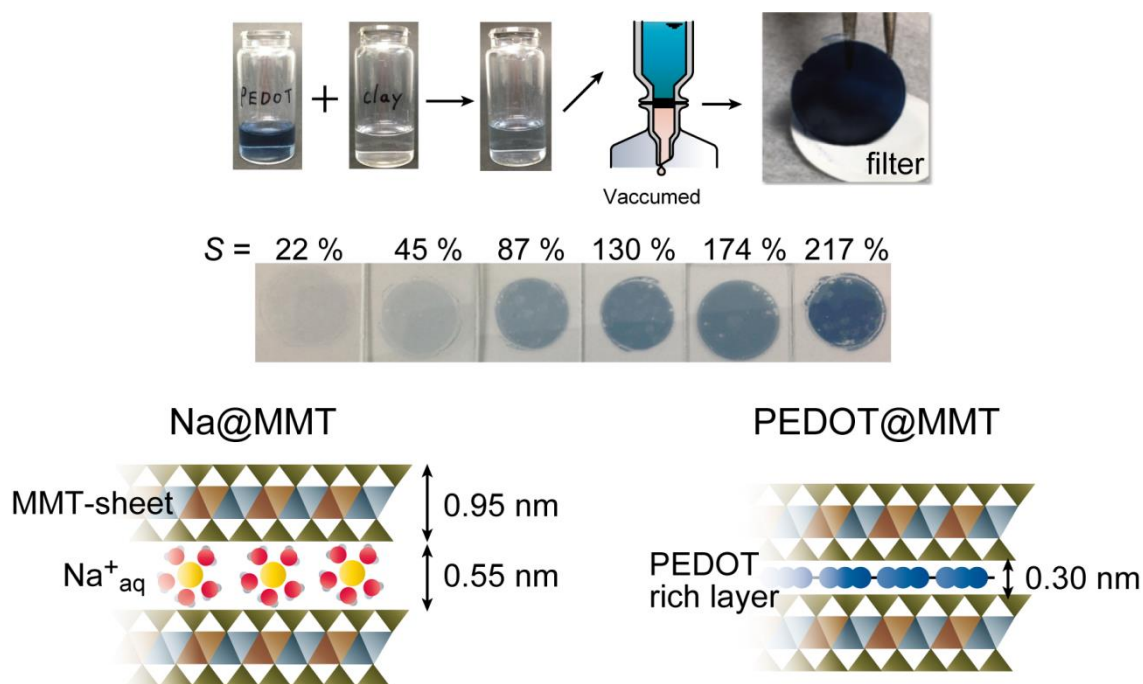 PEDOT
clay
Vaccumed
filter
S = 22 % 45 % 87 % 130 % 174 % 217 %
Na@MMT
MMT-sheet
0.95 nm
Na⁺aq
0.55 nm
PEDOT@MMT
PEDOT
rich layer
0.30 nm